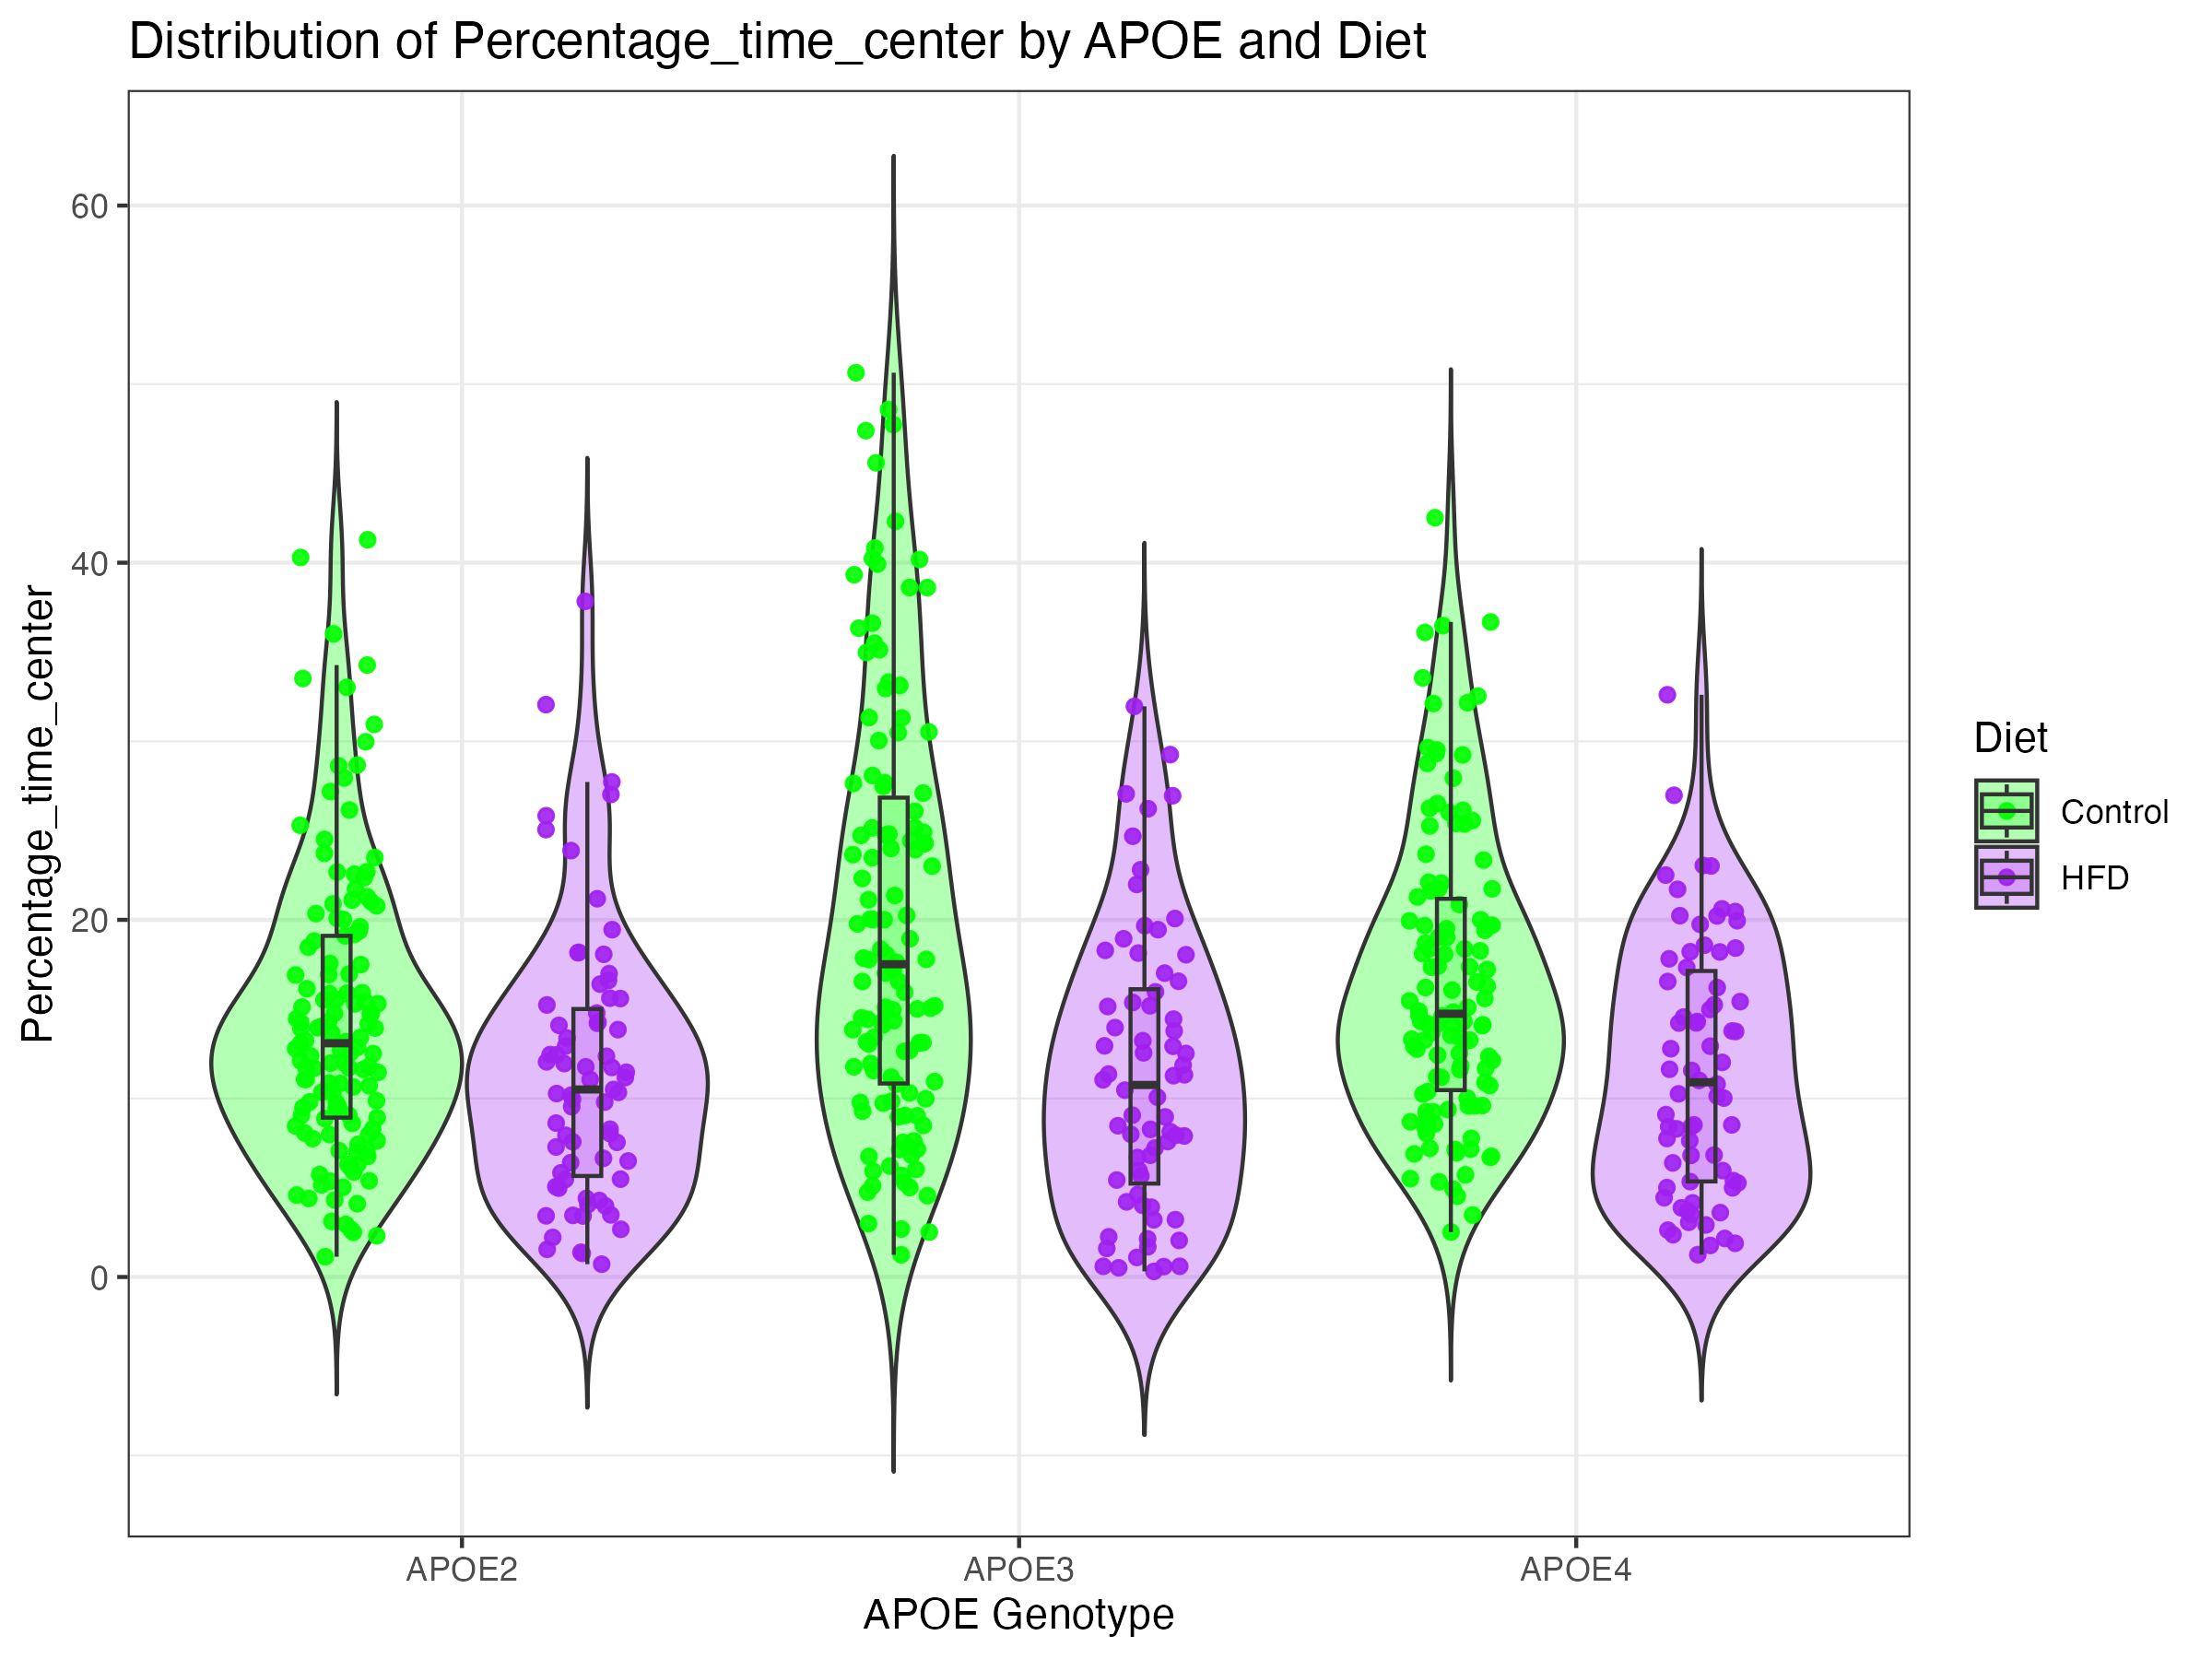 Distribution of Percentage_time_center by APOE and Diet
Percentage_time_center
60
40
20
0
APOE2
APOE3
APOE4
APOE Genotype
Diet
Control
HFD